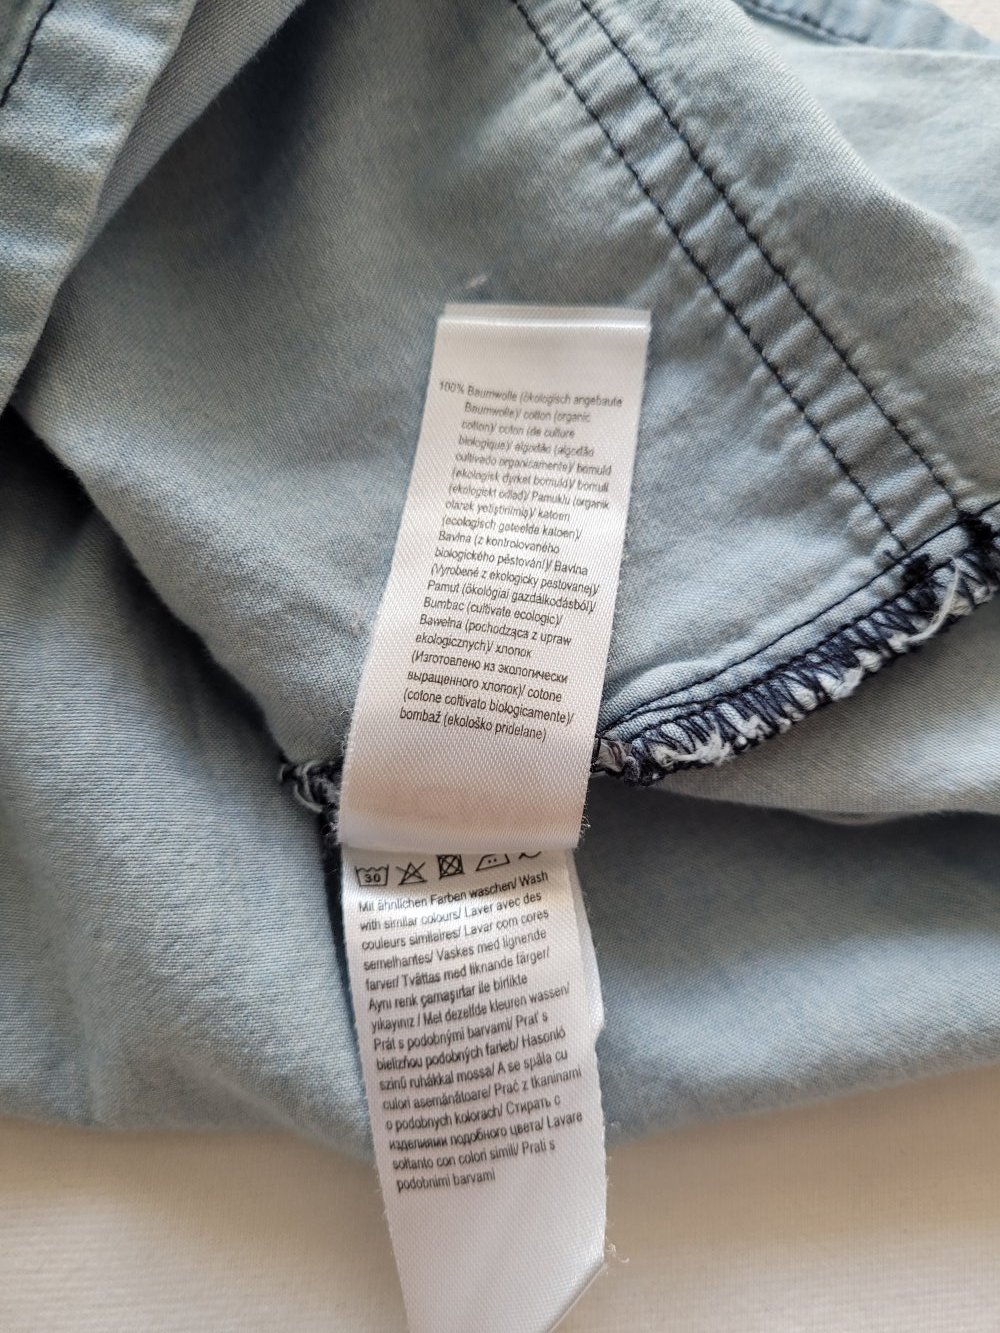 100% Baumwolle (ökologisch angebaute
Baumwolle)/ cotton (organic
cotton)/ coton (de culture
biologique)/ algodão (algodão
cultivado organicamente)/ bomuld
(økologisk dyrket bomuld)/ bomull
(ekologiskt odlad)/ Pamuklu (organik
olarak yetiştirilmiş)/ katoen
(ecologisch geteelde katoen)/
Bavlna (z kontrolovaného
biologického pěstování)/ Bavlna
(Vyrobené z ekologicky pestovanej)/
Pamut (ökológiai gazdálkodásból)/
Bumbac (cultivate ecologic)/
Bawełna (pochodząca z upraw
ekologicznych)/ хлопок
(Изготовлено из экологически
выращенного хлопок)/ cotone
(cotone coltivato biologicamente)/
bombaž (ekološko pridelane)
30
Mit ähnlichen Farben waschen/ Wash
with similar colours/ Laver avec des
couleurs similaires/ Lavar com cores
semelhantes/ Vaskes med lignende
farver/ Tvättas med liknande färger/
Aynı renk çamaşırlar ile birlikte
yıkayınız / Met dezelfde kleuren wassen/
Prát s podobnými barvami/ Prať s
bielizňou podobných farieb/ Hasonló
színű ruhákkal mossa/ A se spăla cu
culori asemănătoare/ Prać z tkaninami
o podobnych kolorach/ Стирать с
изделиями подобного цвета/ Lavare
soltanto con colori simili/ Prati s
podobnimi barvami